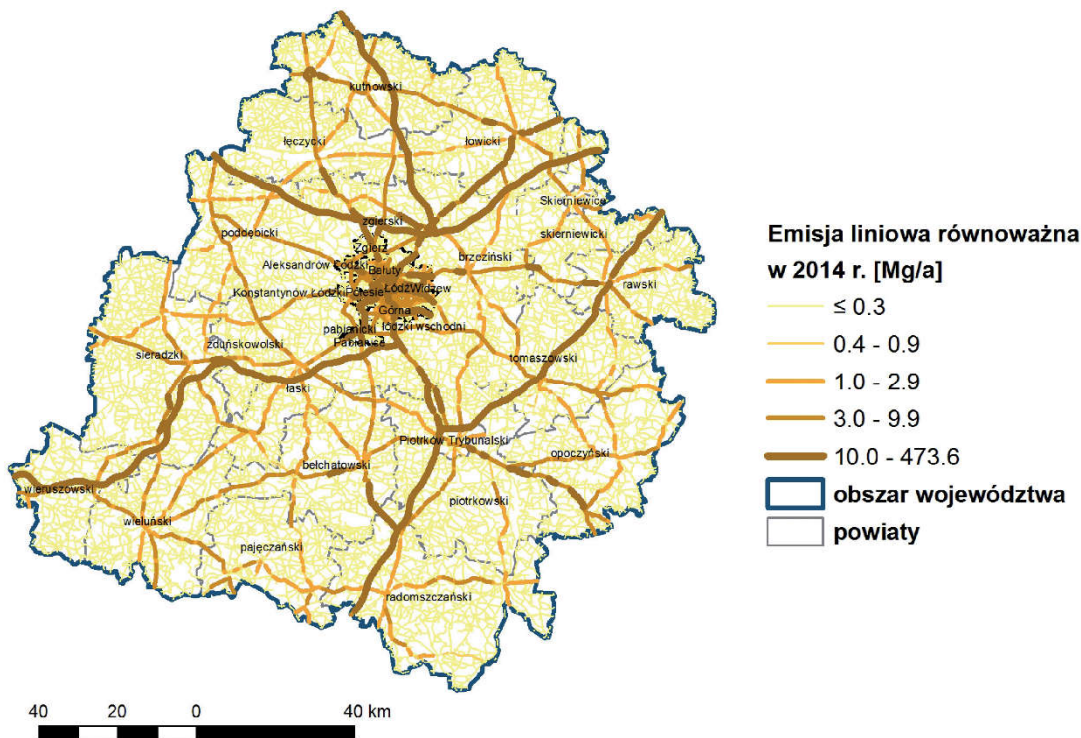 kutnowski
łęczycki
łowicki
Skierniewice
zgierski
poddębicki
skierniewicki
Zgierz
brzeziński
Aleksandrów Łódzki
Bałuty
rawski
Konstantynów Łódzki
Polesie
Łódź
Widzew
Górna
pabianicki
łódzki wschodni
Pabianice
zduńskowolski
sieradzki
tomaszowski
łaski
Piotrków Trybunalski
opoczyński
bełchatowski
wieruszowski
piotrkowski
wieluński
pajęczański
radomszczański
Emisja liniowa równoważna
w 2014 r. [Mg/a]
≤ 0.3
0.4 - 0.9
1.0 - 2.9
3.0 - 9.9
10.0 - 473.6
obszar województwa
powiaty
40 20 0 40 km